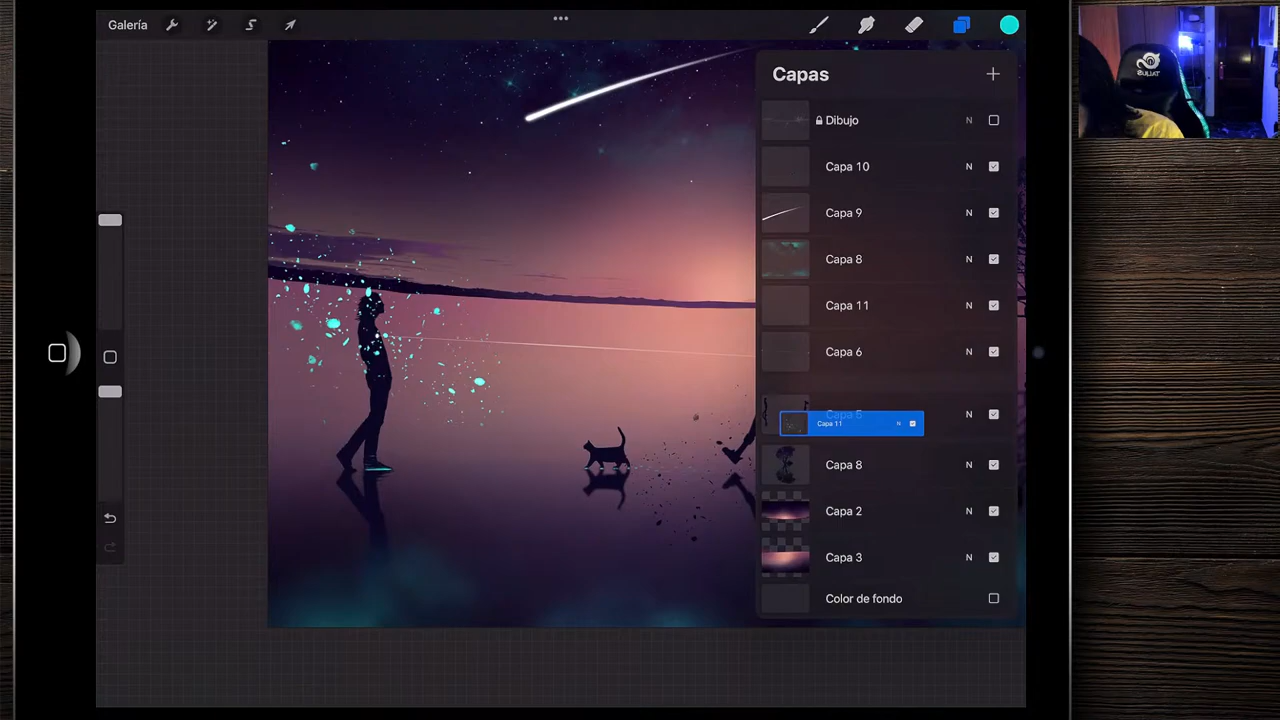 Galería
Capas
Dibujo N
Capa 10 N
Capa 9 N
Capa 8 N
Capa 11 N
Capa 6 N
Capa 5 N
Capa 11 N
Capa 8 N
Capa 2 N
Capa 3 N
Color de fondo